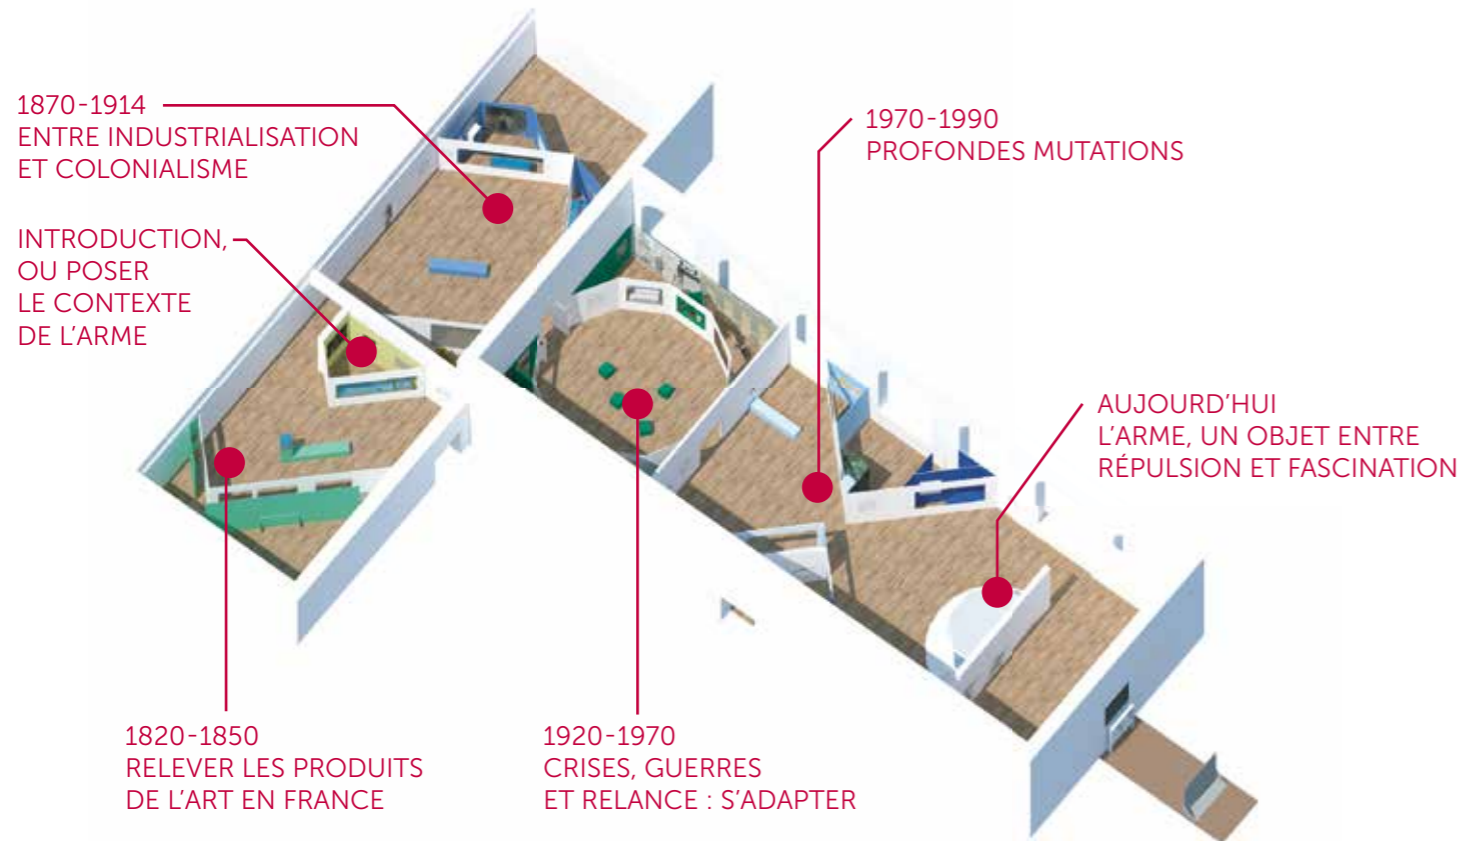 1870-1914
ENTRE INDUSTRIALISATION
ET COLONIALISME
INTRODUCTION,
OU POSER
LE CONTEXTE
DE L'ARME
1970-1990
PROFONDES MUTATIONS
AUJOURD'HUI
L'ARME, UN OBJET ENTRE
RÉPULSION ET FASCINATION
1820-1850
RELEVER LES PRODUITS
DE L'ART EN FRANCE
1920-1970
CRISES, GUERRES
ET RELANCE : S'ADAPTER